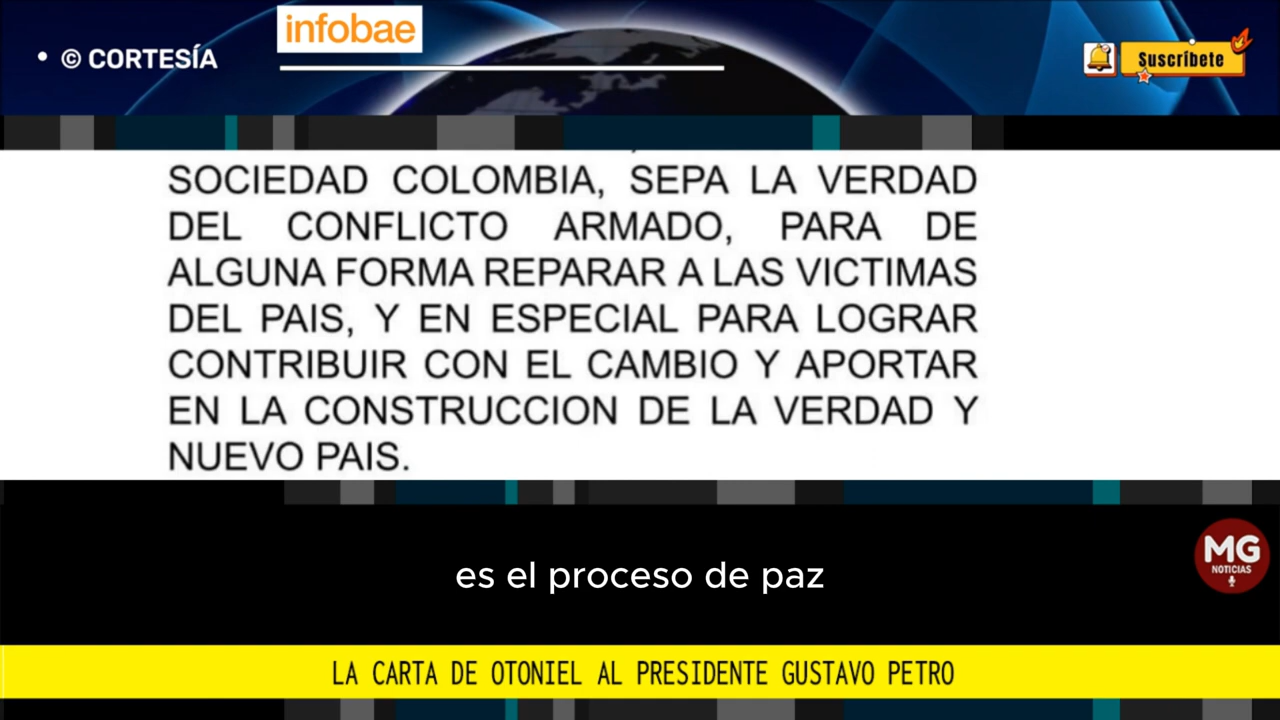 • © CORTESÍA
infobae
Suscríbete
SOCIEDAD COLOMBIA, SEPA LA VERDAD
DEL CONFLICTO ARMADO, PARA DE
ALGUNA FORMA REPARAR A LAS VICTIMAS
DEL PAIS, Y EN ESPECIAL PARA LOGRAR
CONTRIBUIR CON EL CAMBIO Y APORTAR
EN LA CONSTRUCCION DE LA VERDAD Y
NUEVO PAIS.
es el proceso de paz
MG
NOTICIAS
LA CARTA DE OTONIEL AL PRESIDENTE GUSTAVO PETRO